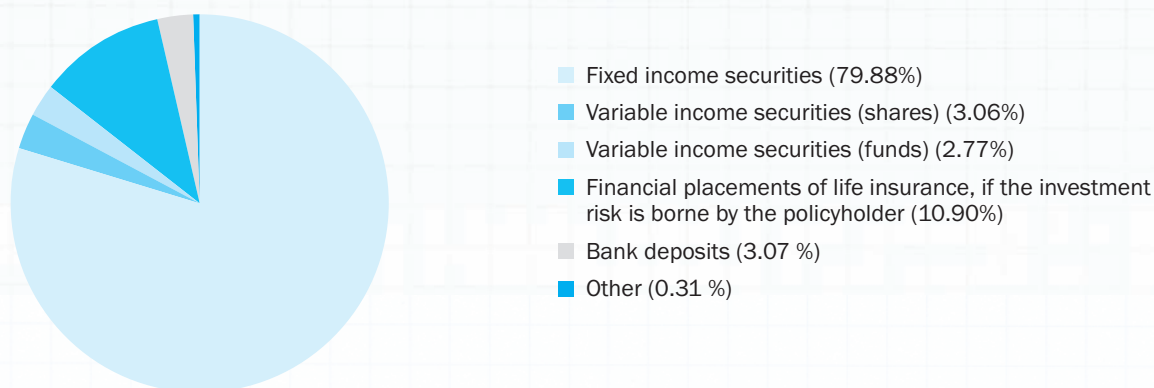 Fixed income securities (79.88%)
Variable income securities (shares) (3.06%)
Variable income securities (funds) (2.77%)
Financial placements of life insurance, if the investment
risk is borne by the policyholder (10.90%)
Bank deposits (3.07 %)
Other (0.31 %)